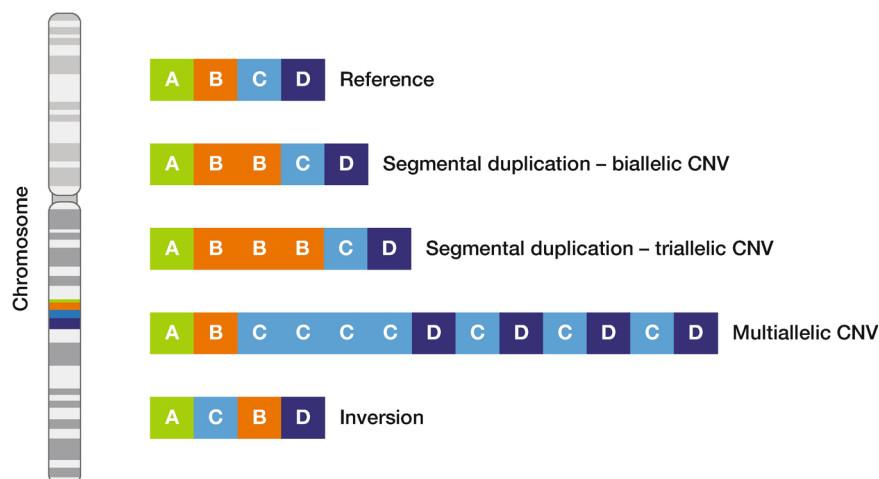 Chromosome
A B C D Reference
A B B C D Segmental duplication – biallelic CNV
A B B B C D Segmental duplication – triallelic CNV
A B C C C C D C D C D C D Multiallelic CNV
A C B D Inversion